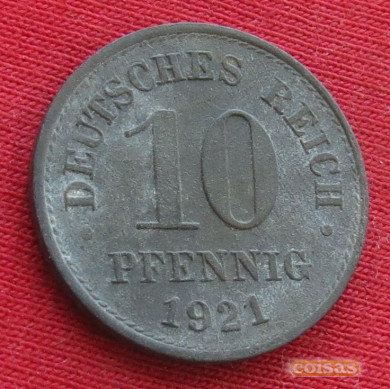 DEUTSCHES REICH
10
PFENNIG
1921
coisas